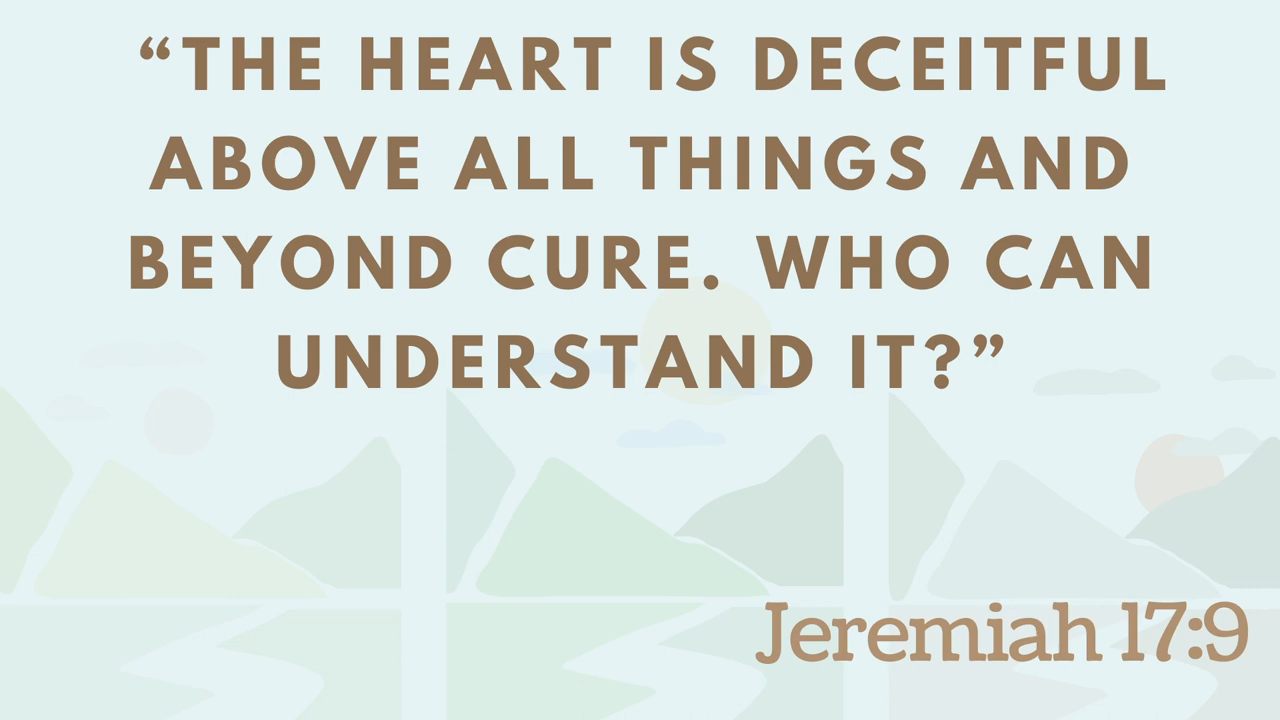 “THE HEART IS DECEITFUL
ABOVE ALL THINGS AND
BEYOND CURE. WHO CAN
UNDERSTAND IT?”
Jeremiah 17:9